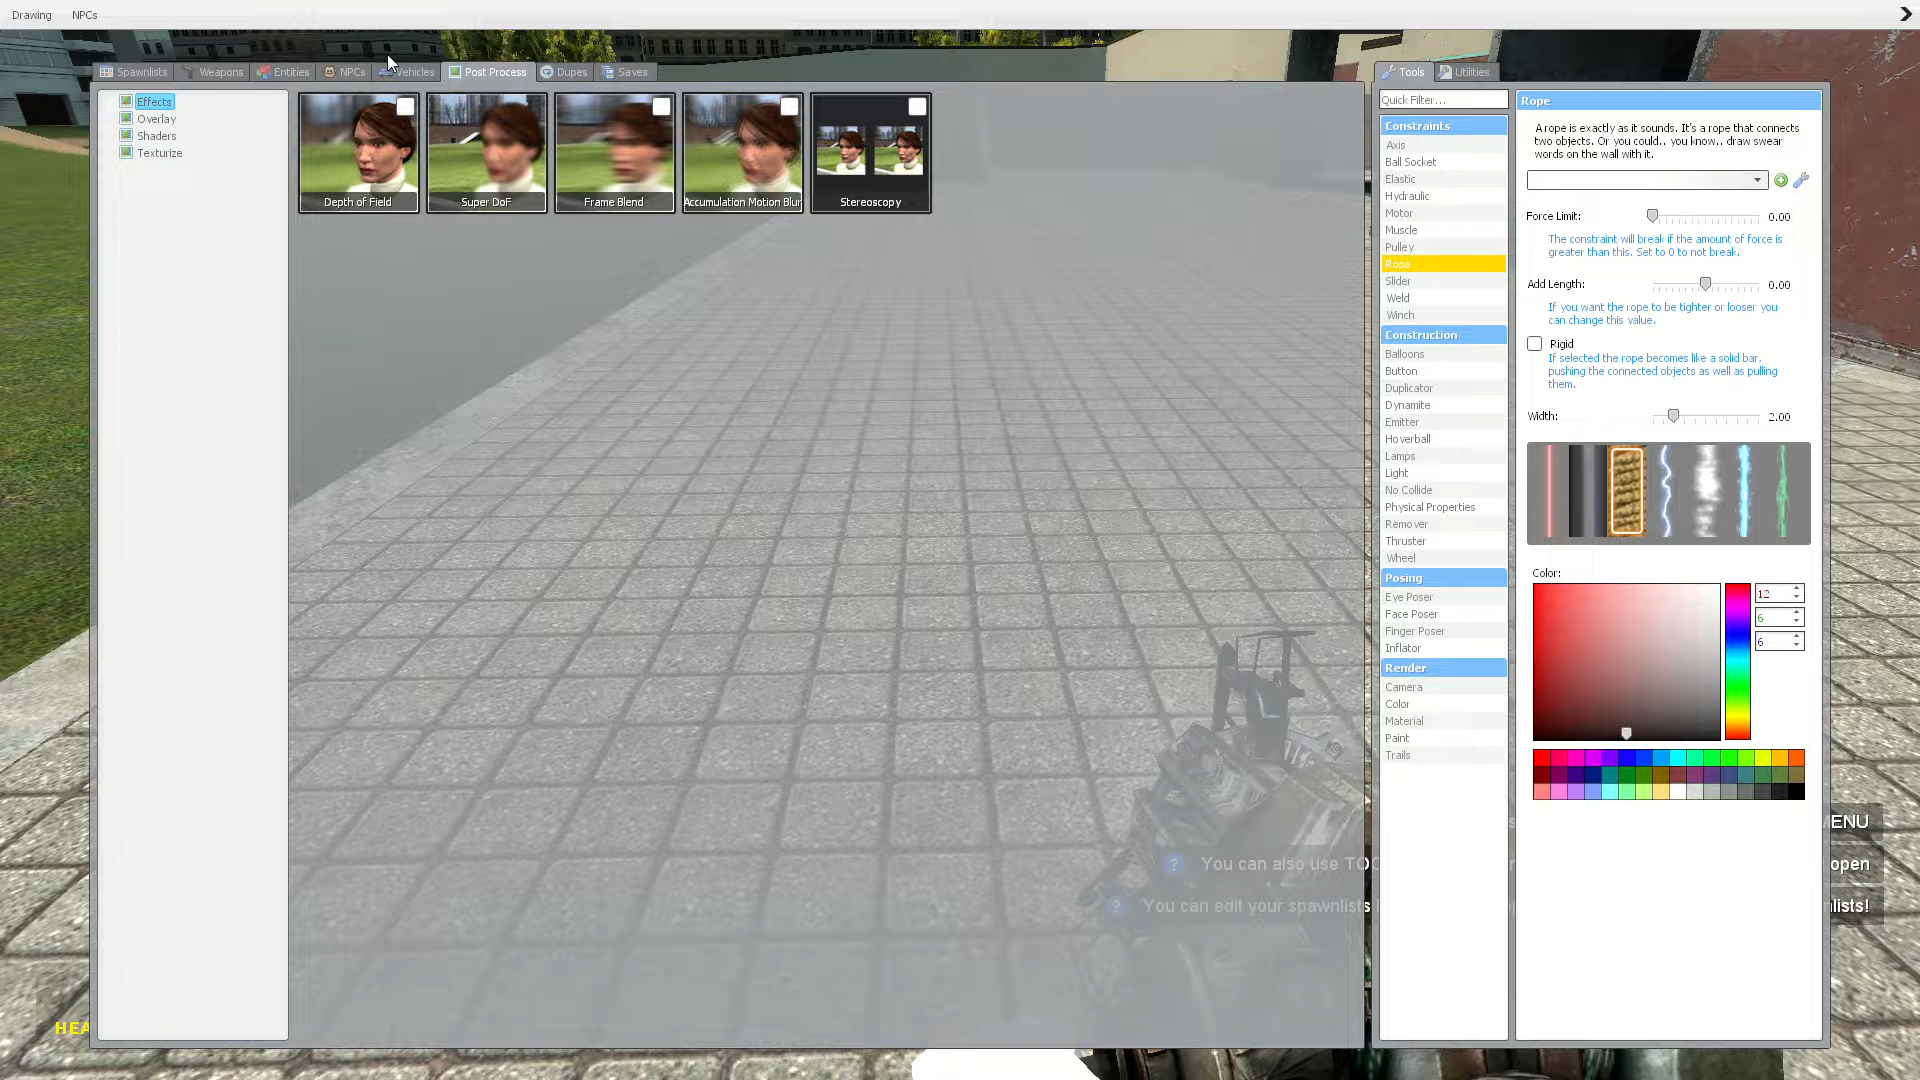 Drawing NPCs
Spawnlists Weapons Entities NPCs Vehicles Post Process Dupes Saves
Effects
Overlay
Shaders
Texturize
Depth of Field Super DoF Frame Blend Accumulation Motion Blur Stereoscopy
Tools Utilities
Quick Filter...
Constraints
Axis
Ball Socket
Elastic
Hydraulic
Motor
Muscle
Pulley
Rope
Slider
Weld
Winch
Construction
Balloons
Button
Duplicator
Dynamite
Emitter
Hoverball
Lamps
Light
No Collide
Physical Properties
Remover
Thruster
Wheel
Posing
Eye Poser
Face Poser
Finger Poser
Inflator
Render
Camera
Color
Material
Paint
Trails
Rope
A rope is exactly as it sounds. It's a rope that connects
two objects. Or you could.. you know.. draw swear
words on the wall with it.
Force Limit: 0.00
The constraint will break if the amount of force is
greater than this. Set to 0 to not break.
Add Length: 0.00
If you want the rope to be tighter or looser you
can change this value.
Rigid
If selected the rope becomes like a solid bar,
pushing the connected objects as well as pulling
them.
Width: 2.00
Color:
12
6
6
ENU
? You can also use TOO open
? You can edit your spawnlists lists!
HEA